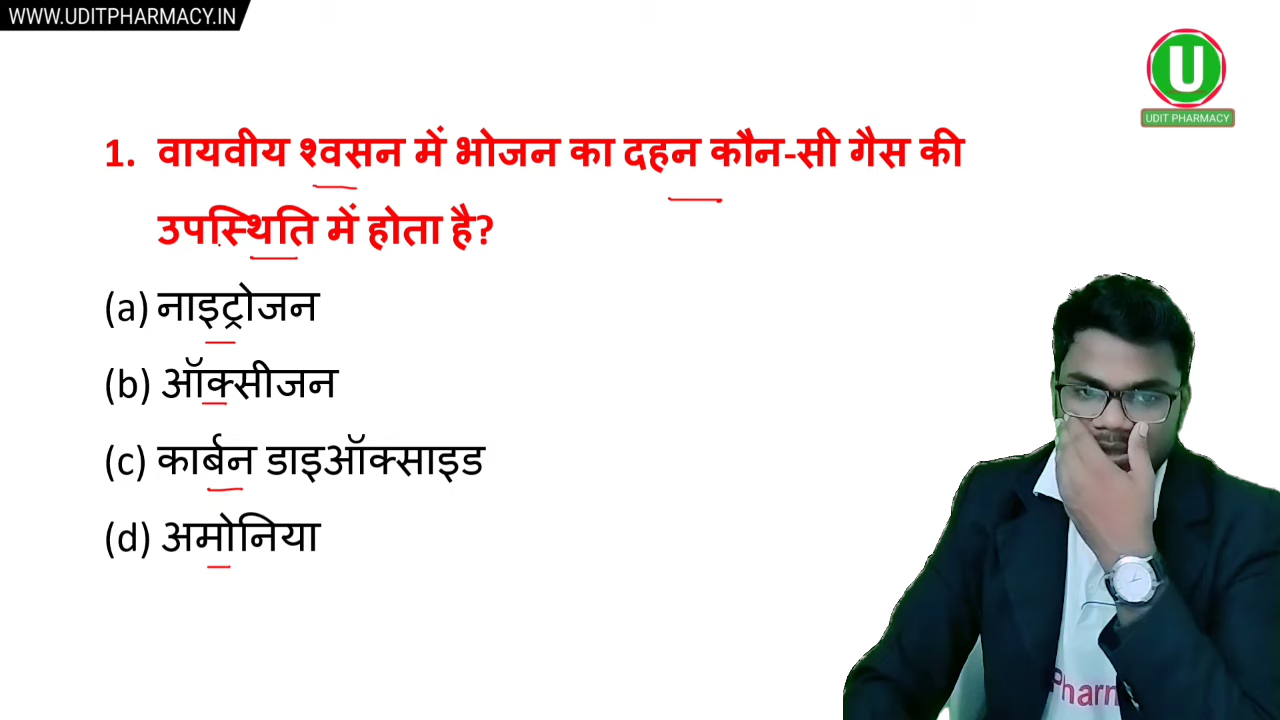 WWW.UDITPHARMACY.IN
U
UDIT PHARMACY
1. वायवीय श्वसन में भोजन का दहन कौन-सी गैस की
उपस्थिति में होता है?
(a) नाइट्रोजन
(b) ऑक्सीजन
(c) कार्बन डाइऑक्साइड
(d) अमोनिया